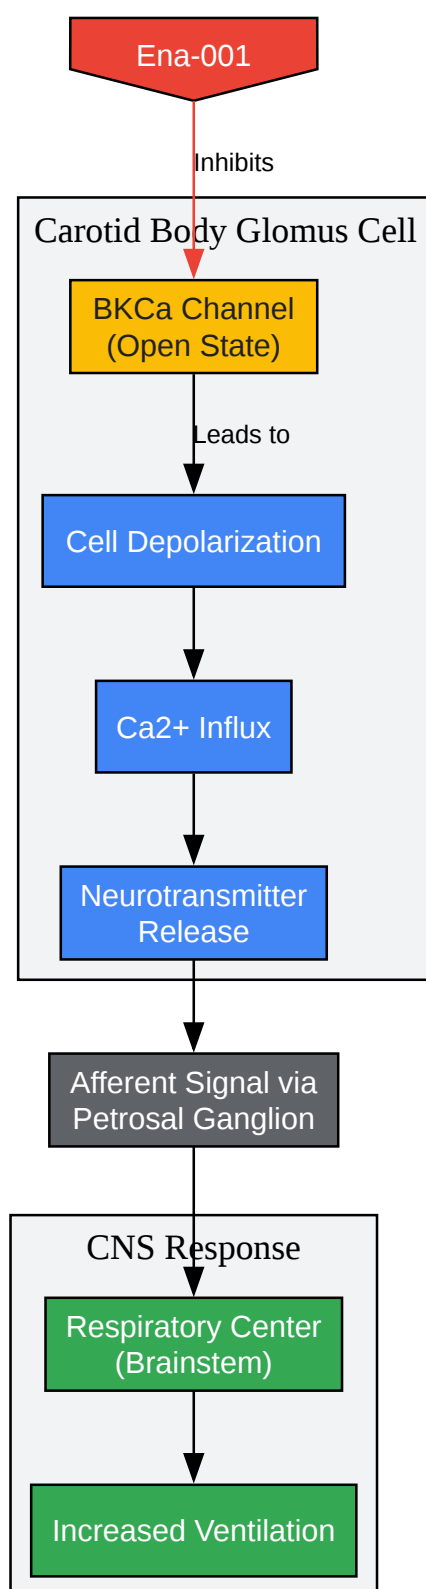 Ena-001
Inhibits
Carotid Body Glomus Cell
BKCa Channel
(Open State)
Leads to
Cell Depolarization
Ca2+ Influx
Neurotransmitter
Release
Afferent Signal via
Petrosal Ganglion
CNS Response
Respiratory Center
(Brainstem)
Increased Ventilation